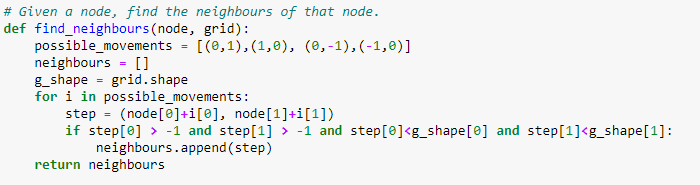 # Given a node, find the neighbours of that node.
def find_neighbours(node, grid):
    possible_movements = [(0,1),(1,0), (0,-1),(-1,0)]
    neighbours = []
    g_shape = grid.shape
    for i in possible_movements:
        step = (node[0]+i[0], node[1]+i[1])
        if step[0] > -1 and step[1] > -1 and step[0]<g_shape[0] and step[1]<g_shape[1]:
            neighbours.append(step)
    return neighbours